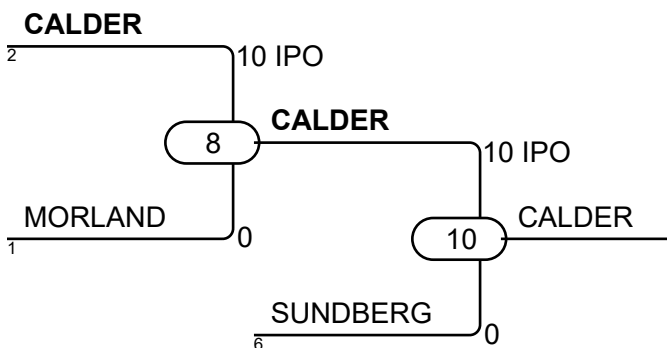 CALDER
2
10 IPO
8
CALDER
10 IPO
MORLAND
1
0
10
CALDER
SUNDBERG
6
0